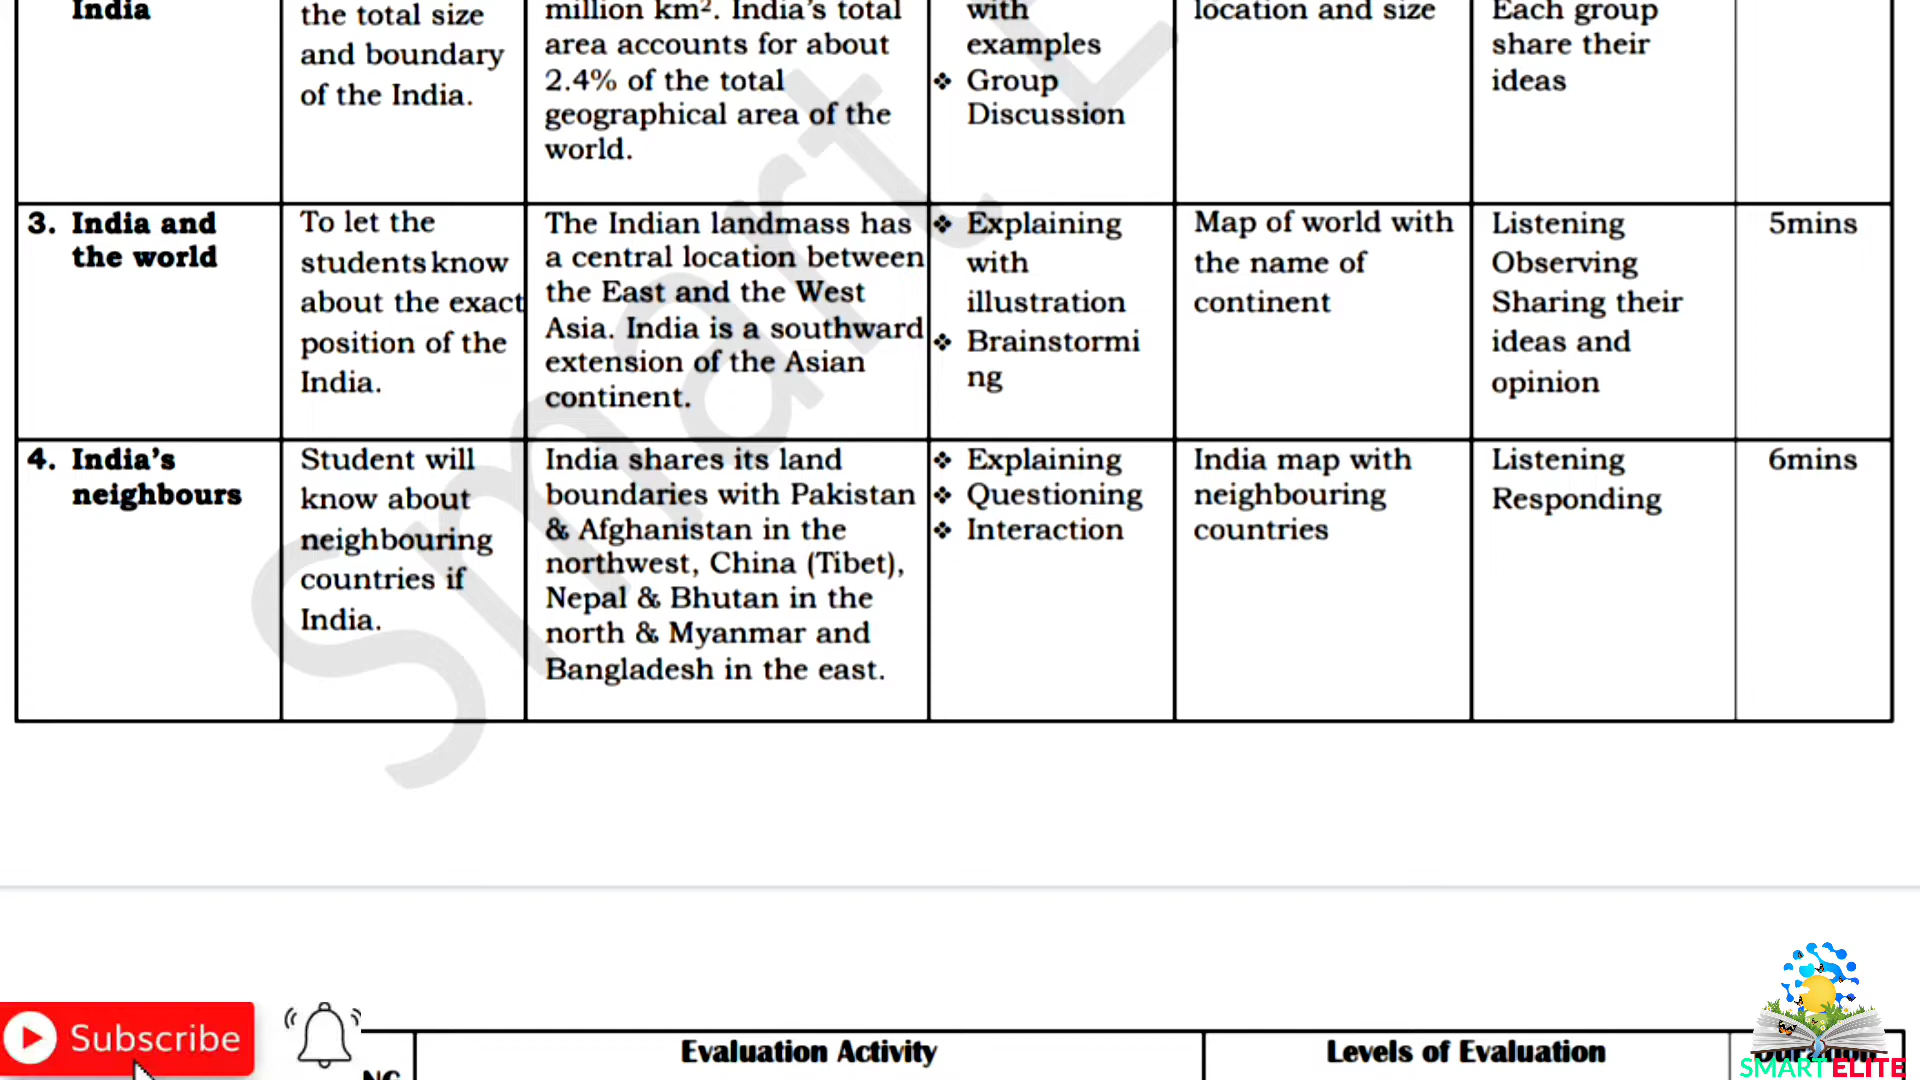 India
the total size
and boundary
of the India.
million km². India's total
area accounts for about
2.4% of the total
geographical area of the
world.
with
examples
❖ Group
Discussion
location and size
Each group
share their
ideas
3. India and
the world
To let the
students know
about the exact
position of the
India.
The Indian landmass has
a central location between
the East and the West
Asia. India is a southward
extension of the Asian
continent.
❖ Explaining
with
illustration
❖ Brainstormi
ng
Map of world with
the name of
continent
Listening
Observing
Sharing their
ideas and
opinion
5mins
4. India's
neighbours
Student will
know about
neighbouring
countries if
India.
India shares its land
boundaries with Pakistan
& Afghanistan in the
northwest, China (Tibet),
Nepal & Bhutan in the
north & Myanmar and
Bangladesh in the east.
❖ Explaining
❖ Questioning
❖ Interaction
India map with
neighbouring
countries
Listening
Responding
6mins
Smart E
Subscribe
Evaluation Activity
Levels of Evaluation
Duration
SMART ELITE